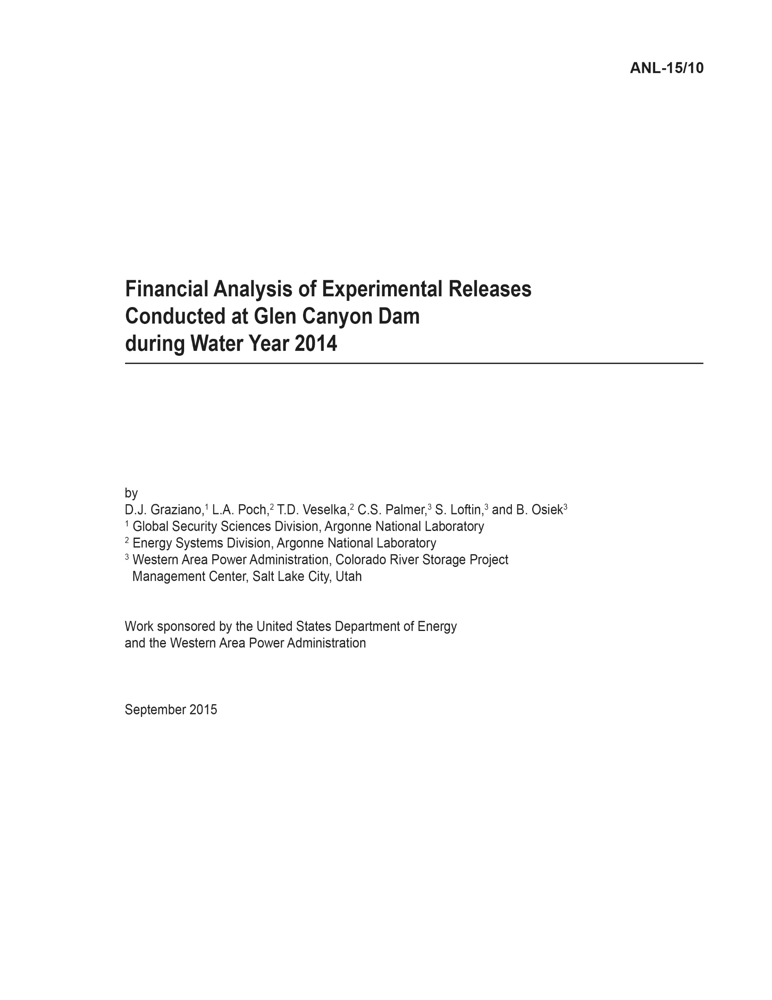 ANL-15/10
Financial Analysis of Experimental Releases
Conducted at Glen Canyon Dam
during Water Year 2014
by
D.J. Graziano,¹ L.A. Poch,² T.D. Veselka,² C.S. Palmer,³ S. Loftin,³ and B. Osiek³
¹ Global Security Sciences Division, Argonne National Laboratory
² Energy Systems Division, Argonne National Laboratory
³ Western Area Power Administration, Colorado River Storage Project
Management Center, Salt Lake City, Utah
Work sponsored by the United States Department of Energy
and the Western Area Power Administration
September 2015